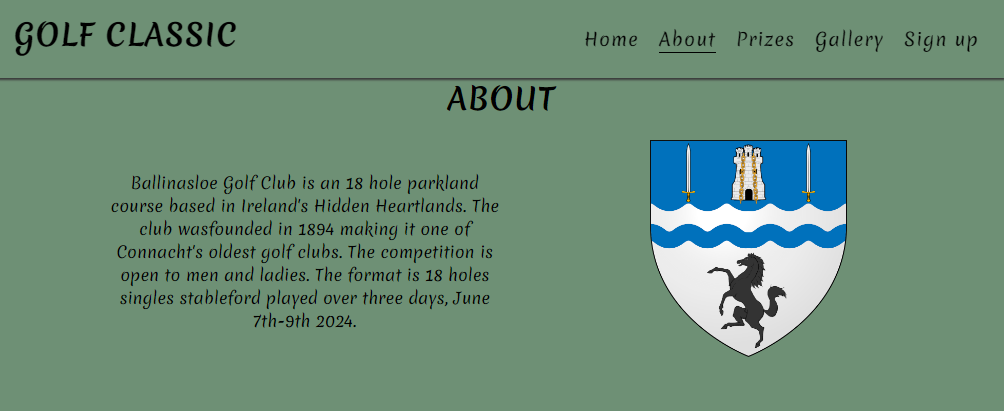 GOLF CLASSIC
Home About Prizes Gallery Sign up
ABOUT
Ballinasloe Golf Club is an 18 hole parkland
course based in Ireland's Hidden Heartlands. The
club wasfounded in 1894 making it one of
Connacht's oldest golf clubs. The competition is
open to men and ladies. The format is 18 holes
singles stableford played over three days, June
7th-9th 2024.